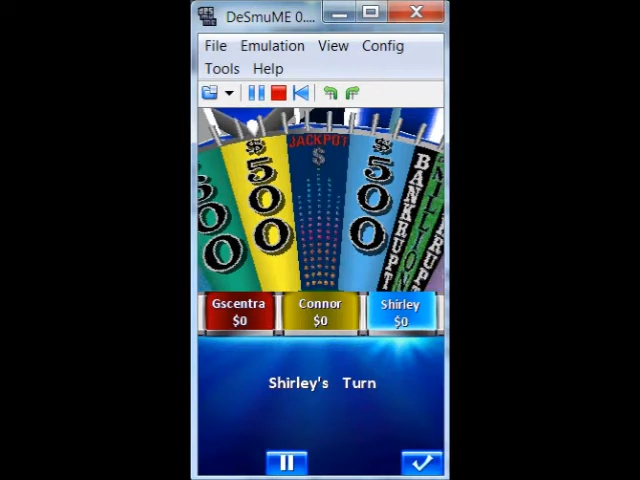 DeSmuME 0....
File Emulation View Config
Tools Help
JACKPOT
$
$500
$500
BANKRUPT
MILLION
Gscentra
$0
Connor
$0
Shirley
$0
Shirley's Turn